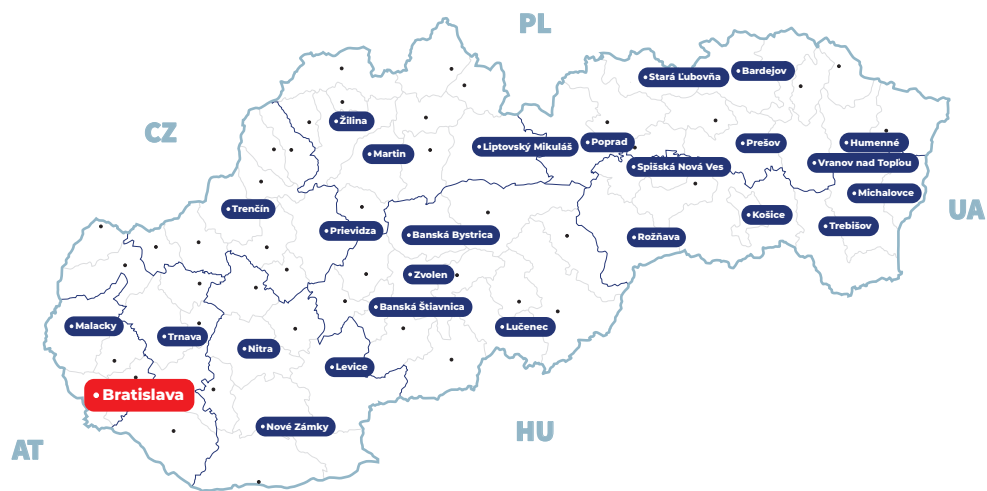 PL
Stará Ľubovňa
Bardejov
Žilina
CZ
Martin
Liptovský Mikuláš
Poprad
Prešov
Humenné
Spišská Nová Ves
Vranov nad Topľou
Michalovce
Trenčín
UA
Košice
Trebišov
Prievidza
Banská Bystrica
Rožňava
Zvolen
Banská Štiavnica
Malacky
Trnava
Lučenec
Nitra
Levice
Bratislava
Nové Zámky
HU
AT